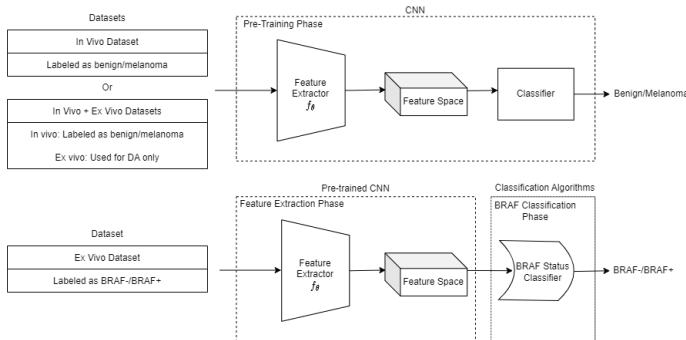 Datasets
CNN
Pre-Training Phase
In Vivo Dataset
Labeled as benign/melanoma
Or
In Vivo + Ex Vivo Datasets
In vivo: Labeled as benign/melanoma
Ex vivo: Used for DA only
Feature
Extractor
fθ
Feature Space
Classifier
Benign/Melanoma
Pre-trained CNN
Classification Algorithms
Feature Extraction Phase
BRAF Classification
Phase
Dataset
Ex Vivo Dataset
Labeled as BRAF-/BRAF+
Feature
Extractor
fθ
Feature Space
BRAF Status
Classifier
BRAF-/BRAF+